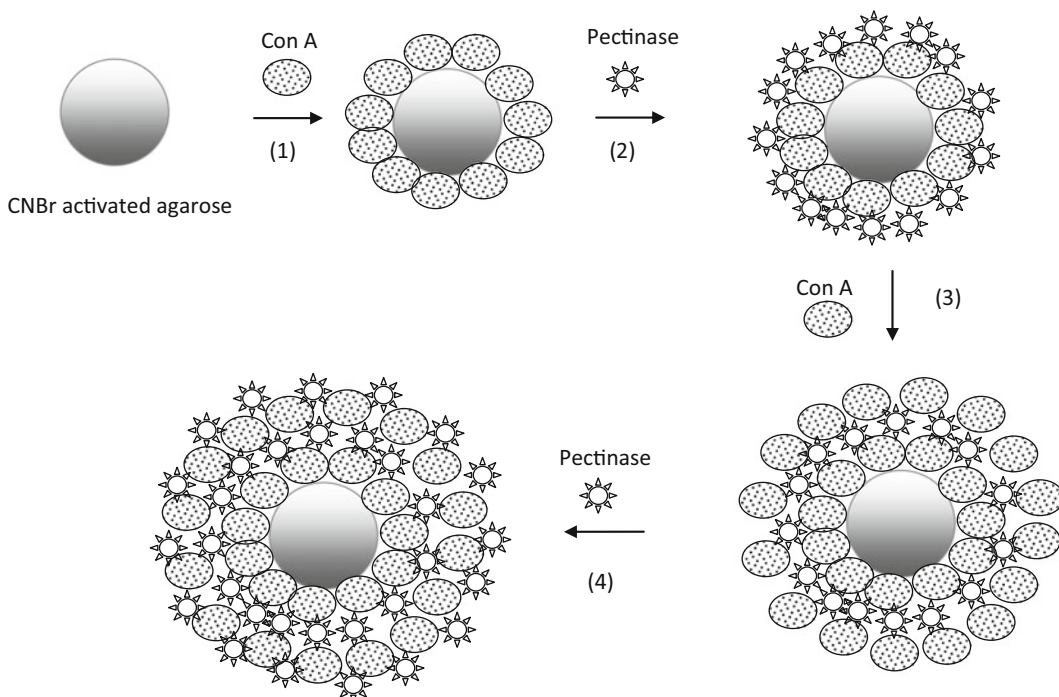 Con A
Pectinase
(1)
(2)
CNBr activated agarose
Con A
(3)
Pectinase
(4)